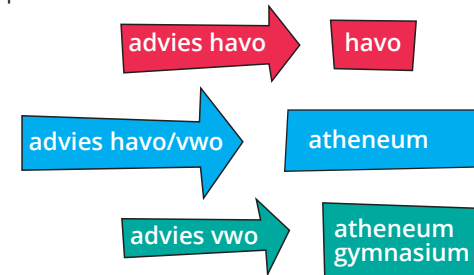 advies havo
havo
advies havo/vwo
atheneum
advies vwo
atheneum
gymnasium